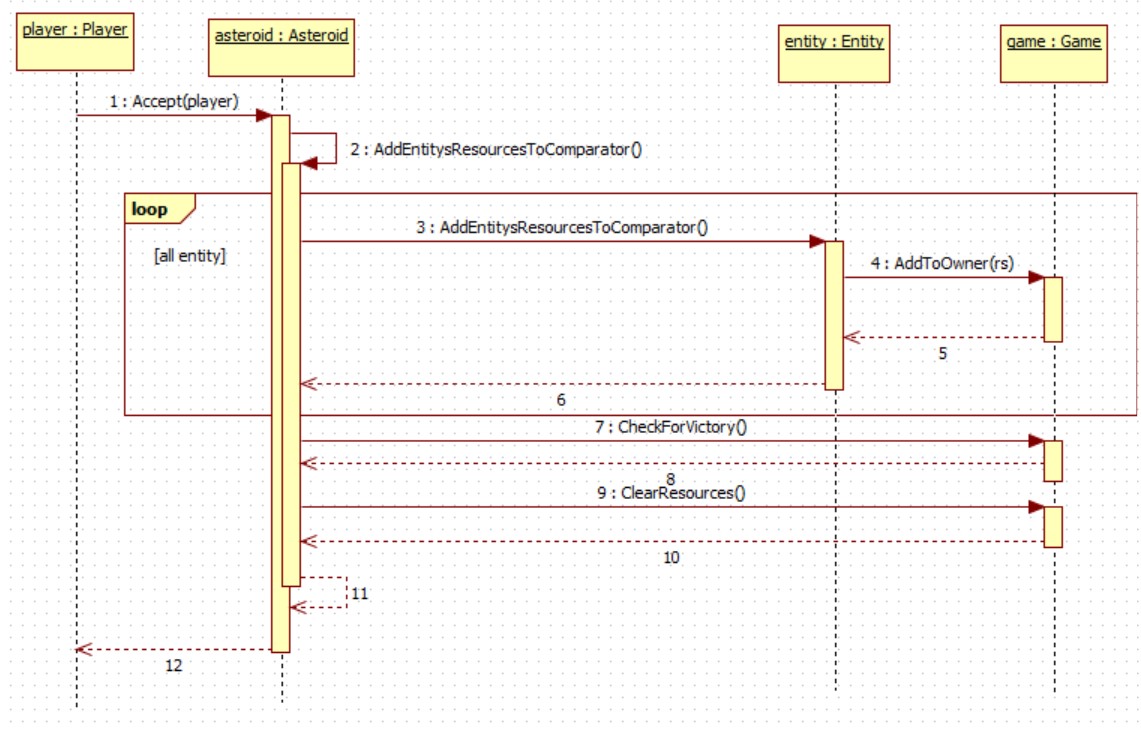 player : Player
asteroid : Asteroid
entity : Entity
game : Game
1 : Accept(player)
2 : AddEntitysResourcesToComparator()
loop
3 : AddEntitysResourcesToComparator()
[all entity]
4 : AddToOwner(rs)
5
6
7 : CheckForVictory()
8
9 : ClearResources()
10
11
12